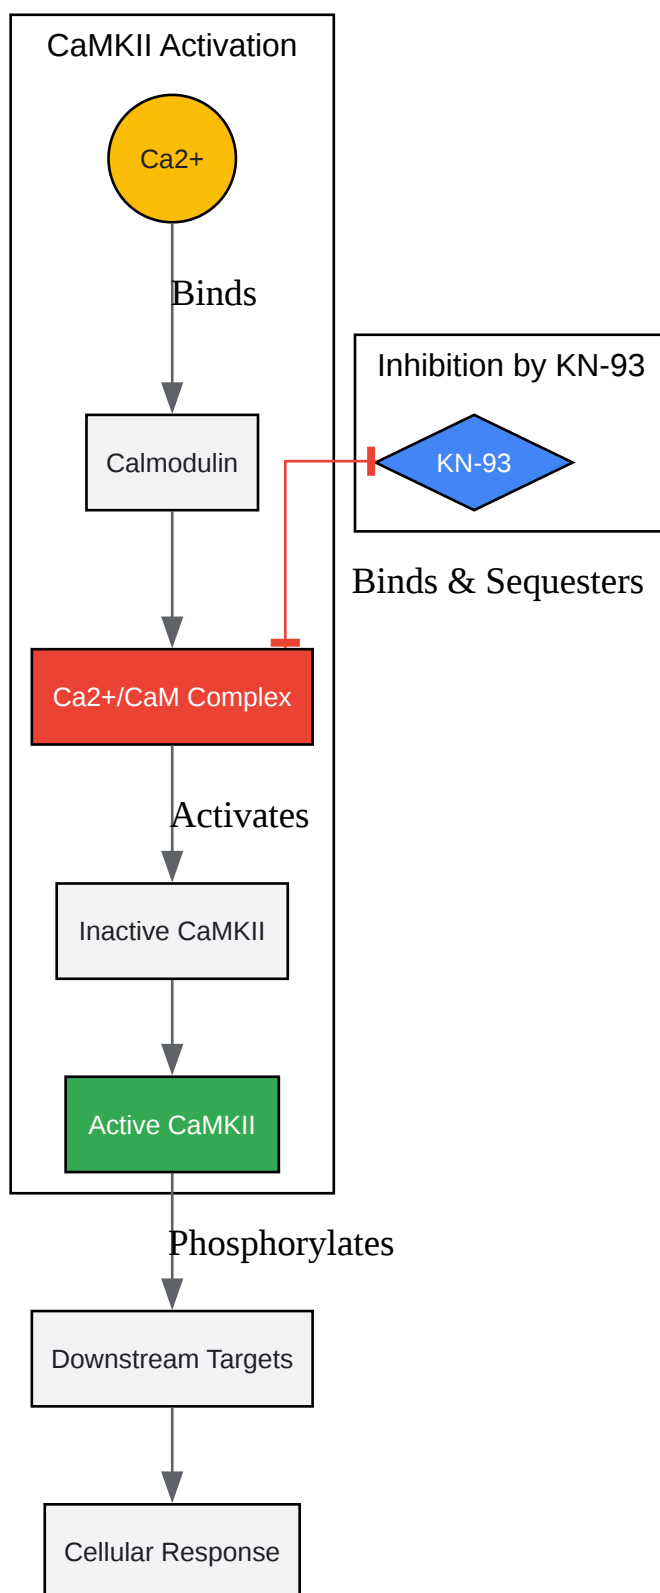 CaMKII Activation
Ca2+
Binds
Inhibition by KN-93
Calmodulin
KN-93
Binds & Sequesters
Ca2+/CaM Complex
Activates
Inactive CaMKII
Active CaMKII
Phosphorylates
Downstream Targets
Cellular Response